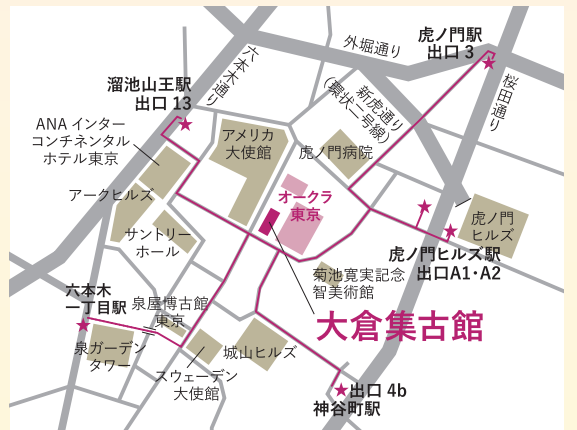 虎ノ門駅
出口 3
外堀通り
六本木通り
桜田通り
新虎通り
(環状二号線)
溜池山王駅
出口 13
ANA インター
コンチネンタル
ホテル東京
アメリカ
大使館
虎ノ門病院
アークヒルズ
オークラ
東京
サントリー
ホール
虎ノ門
ヒルズ
虎ノ門ヒルズ駅
出口A1・A2
菊池寛実記念
智美術館
六本木
一丁目駅
泉屋博古館
東京
大倉集古館
泉ガーデン
タワー
城山ヒルズ
スウェーデン
大使館
出口 4b
神谷町駅